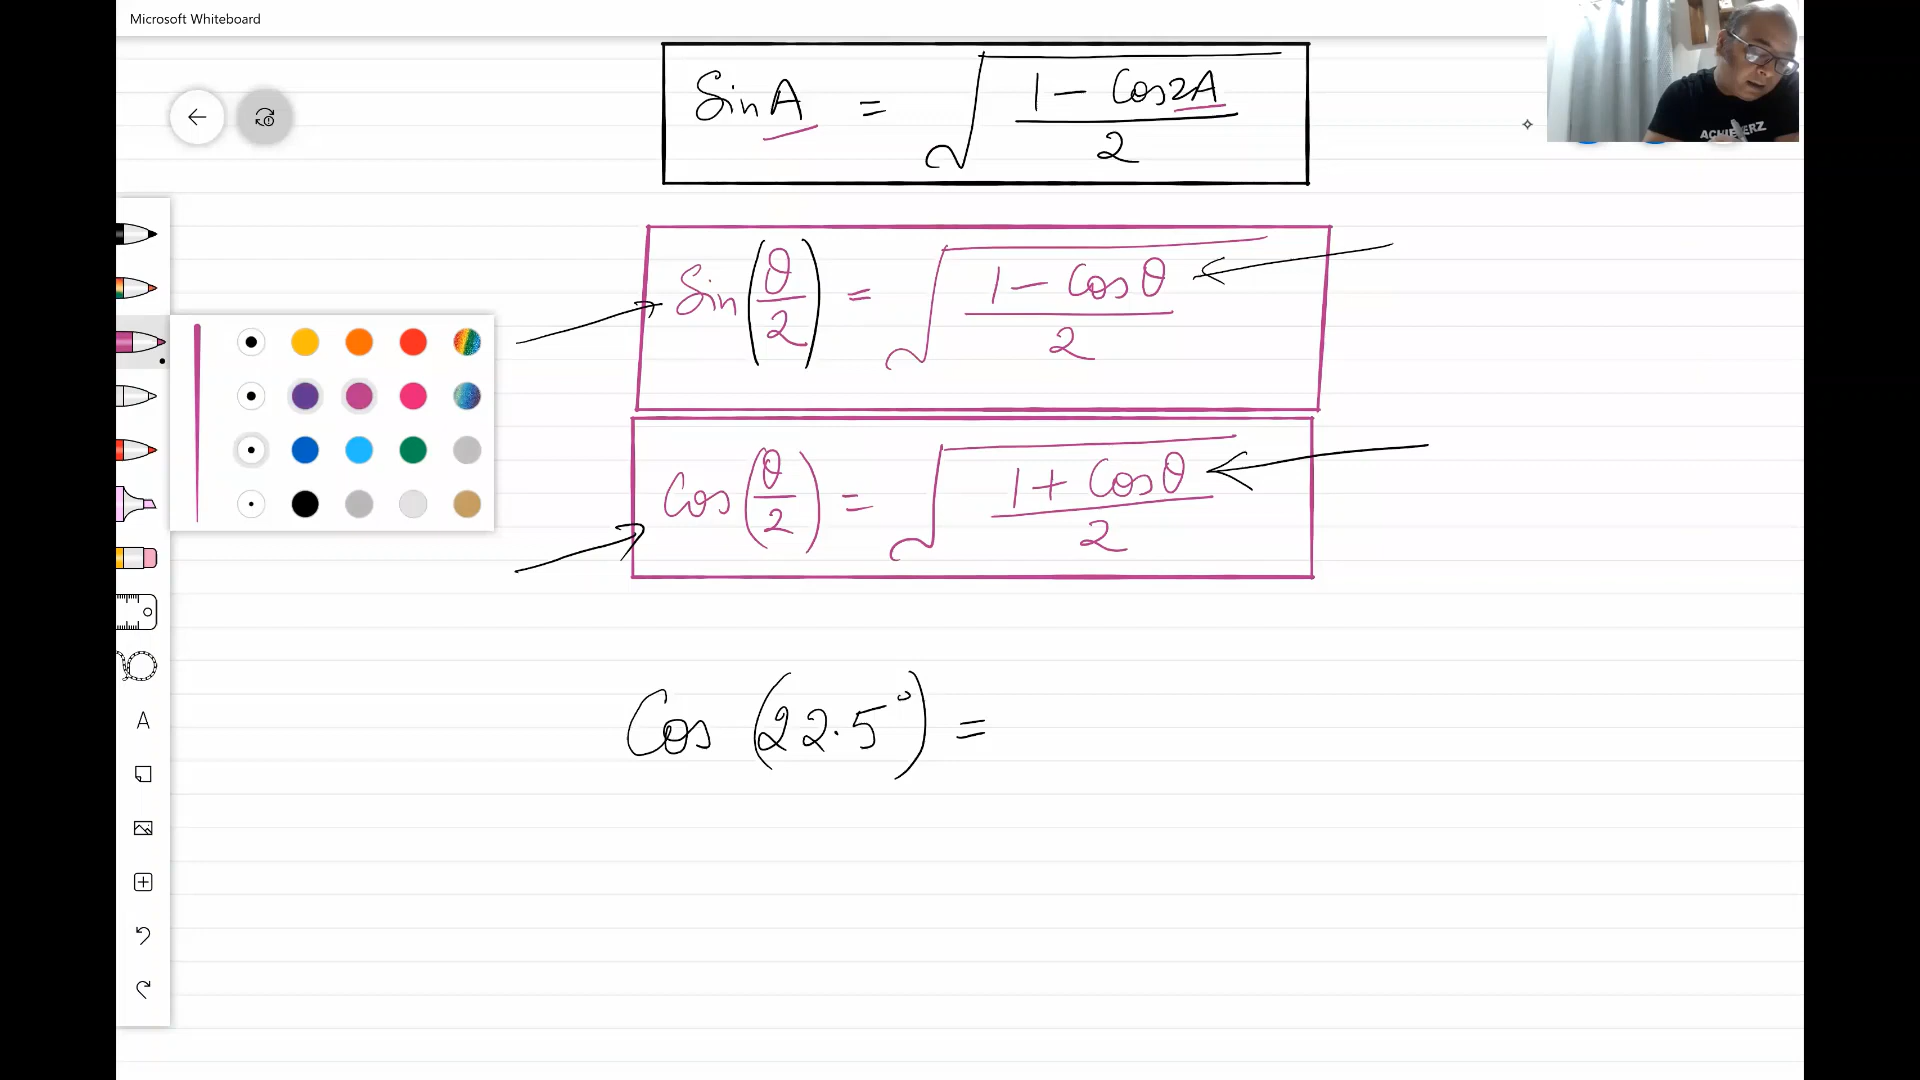 Microsoft Whiteboard
Sin A = √((1 - Cos2A)/2)
ACHIEVERZ
Sin(θ/2) = √((1 - Cosθ)/2)
Cos(θ/2) = √((1 + Cosθ)/2)
Cos (22.5°) =
A